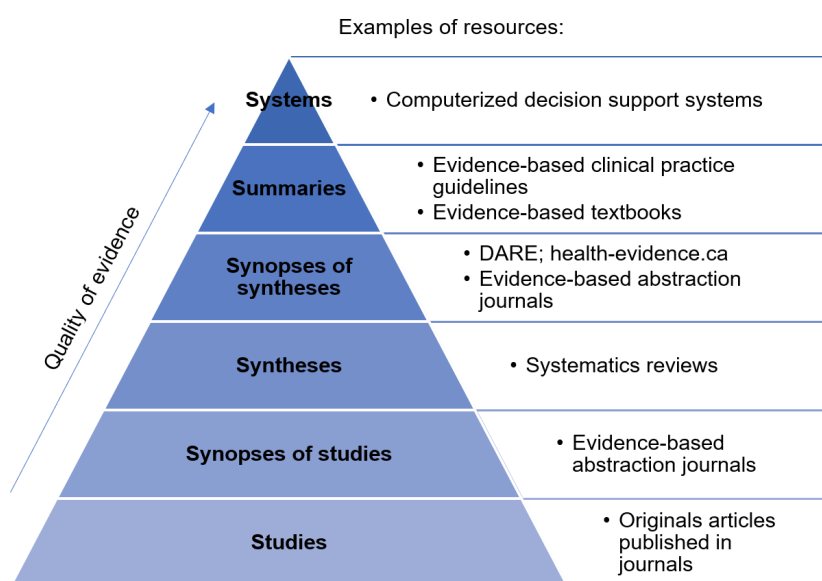 Examples of resources:
Systems
• Computerized decision support systems
Summaries
• Evidence-based clinical practice
guidelines
• Evidence-based textbooks
Synopses of
syntheses
• DARE; health-evidence.ca
• Evidence-based abstraction
journals
Syntheses
• Systematics reviews
Synopses of studies
• Evidence-based
abstraction journals
Studies
• Originals articles
published in
journals
Quality of evidence